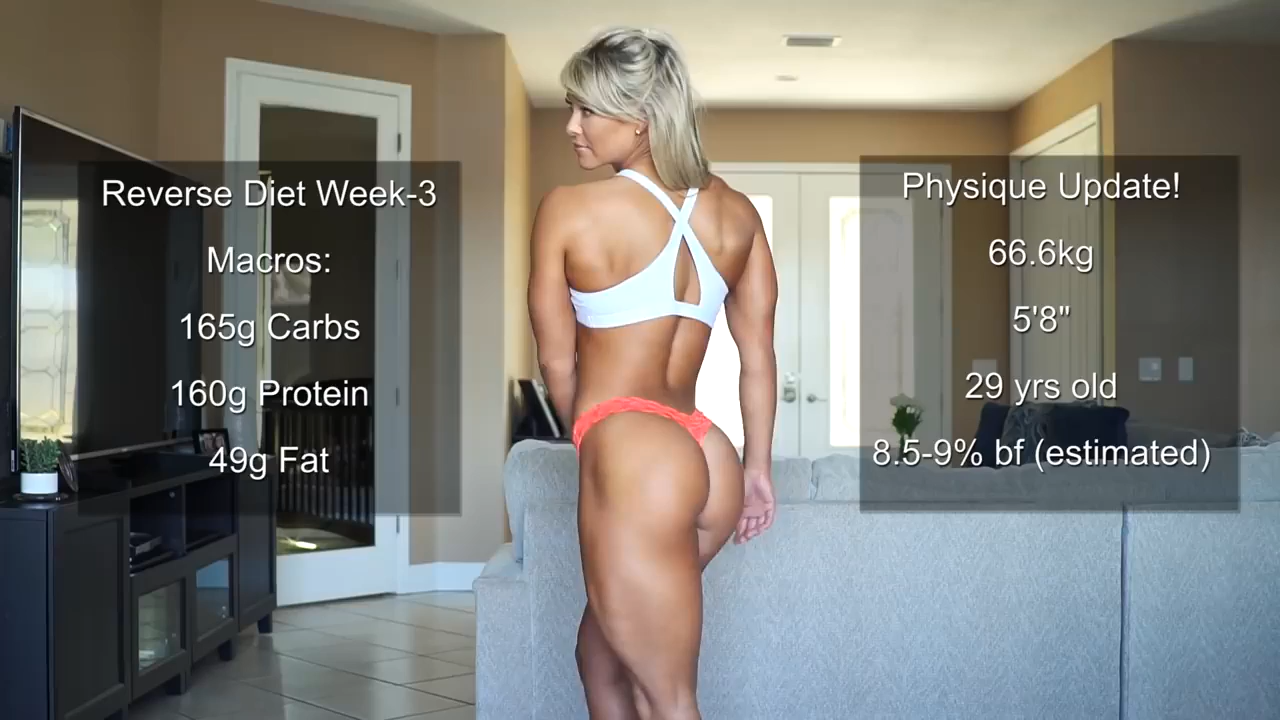 Reverse Diet Week-3
Macros:
165g Carbs
160g Protein
49g Fat
Physique Update!
66.6kg
5'8"
29 yrs old
8.5-9% bf (estimated)